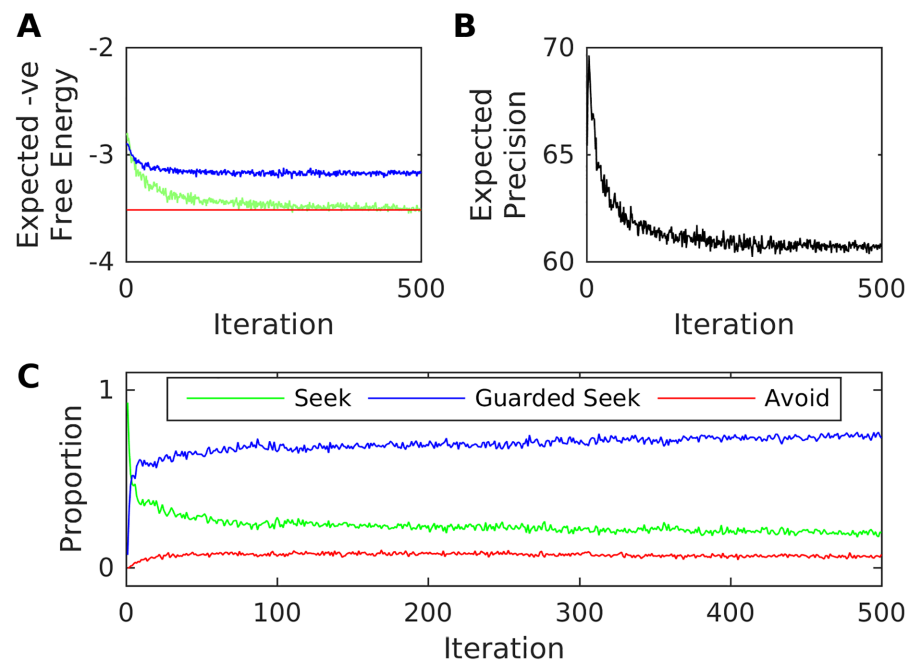 A
Expected -ve
Free Energy
-2
-3
-4
0
500
Iteration
B
Expected
Precision
70
65
60
0
500
Iteration
C
Proportion
1
0
Seek
Guarded Seek
Avoid
0
100
200
300
400
500
Iteration